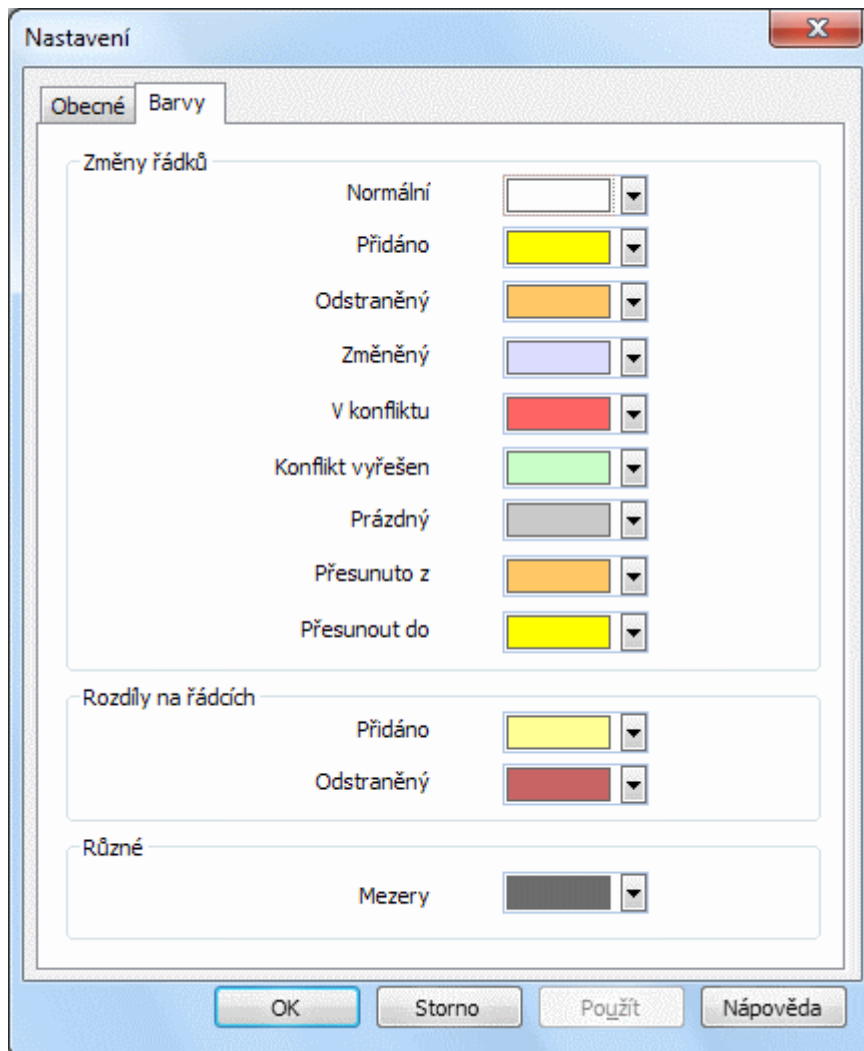 Nastavení
Obecné
Barvy
Změny řádků
Normální
Přidáno
Odstraněný
Změněný
V konfliktu
Konflikt vyřešen
Prázdný
Přesunuto z
Přesunout do
Rozdíly na řádcích
Přidáno
Odstraněný
Různé
Mezery
OK
Storno
Použít
Nápověda